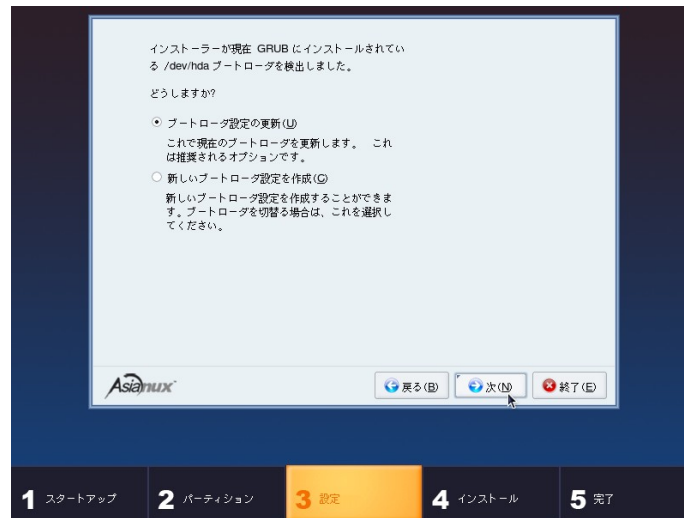 インストーラーが現在 GRUB にインストールされてい
る /dev/hda ブートローダを検出しました。
どうしますか?
ブートローダ設定の更新(U)
これで現在のブートローダを更新します。 これ
は推奨されるオプションです。
新しいブートローダ設定を作成(C)
新しいブートローダ設定を作成することができま
す。ブートローダを切替る場合は、これを選択し
てください。
Asianux
戻る(B) 次(N) 終了(E)
1 スタートアップ 2 パーティション 3 設定 4 インストール 5 完了